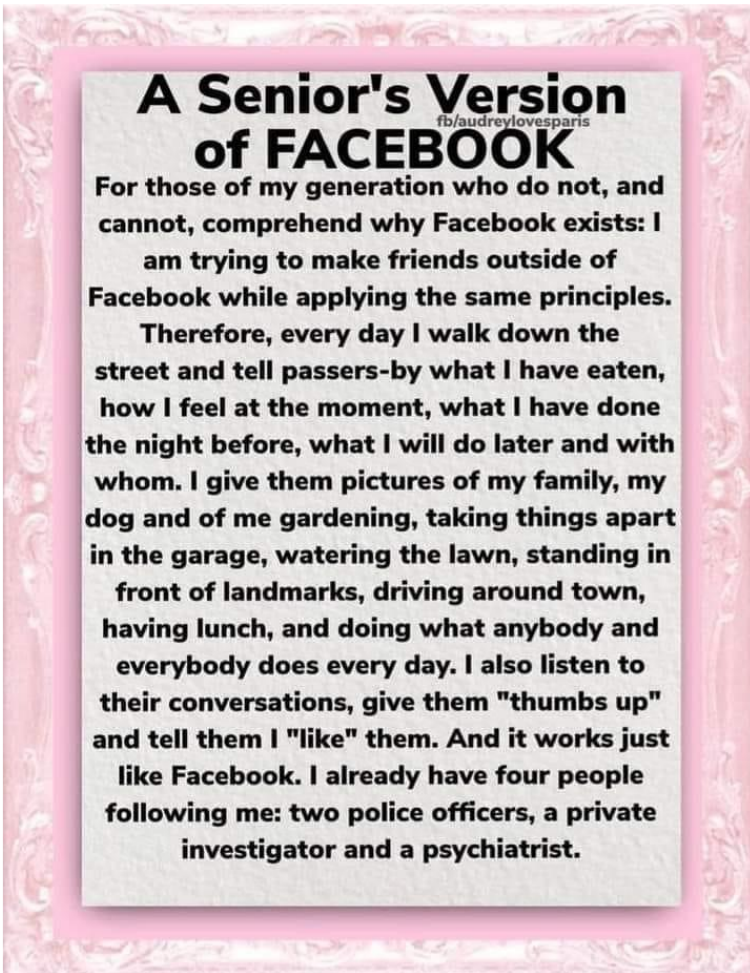 A Senior's Version
fb/audreylovesparis
of FACEBOOK
For those of my generation who do not, and
cannot, comprehend why Facebook exists: I
am trying to make friends outside of
Facebook while applying the same principles.
Therefore, every day I walk down the
street and tell passers-by what I have eaten,
how I feel at the moment, what I have done
the night before, what I will do later and with
whom. I give them pictures of my family, my
dog and of me gardening, taking things apart
in the garage, watering the lawn, standing in
front of landmarks, driving around town,
having lunch, and doing what anybody and
everybody does every day. I also listen to
their conversations, give them "thumbs up"
and tell them I "like" them. And it works just
like Facebook. I already have four people
following me: two police officers, a private
investigator and a psychiatrist.